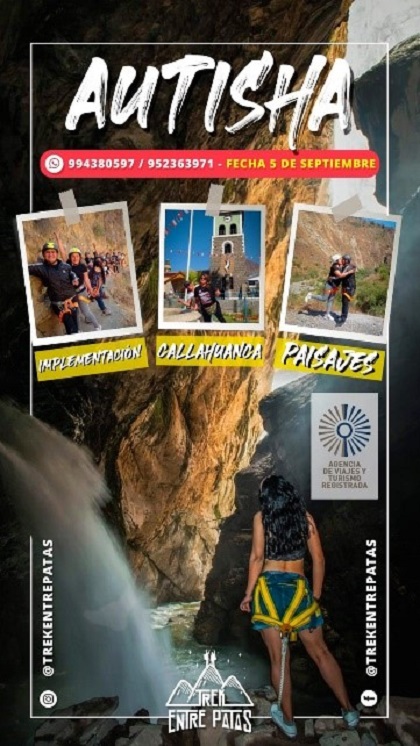 AUTISHA
994380597 / 952363971 - FECHA 5 DE SEPTIEMBRE
IMPLEMENTACIÓN
CALLAHUANCA
PAISAJES
AGENCIA
DE VIAJES Y
TURISMO
REGISTRADA
@TREKENTREPATAS
@TREKENTREPATAS
TREK
ENTRE PATAS